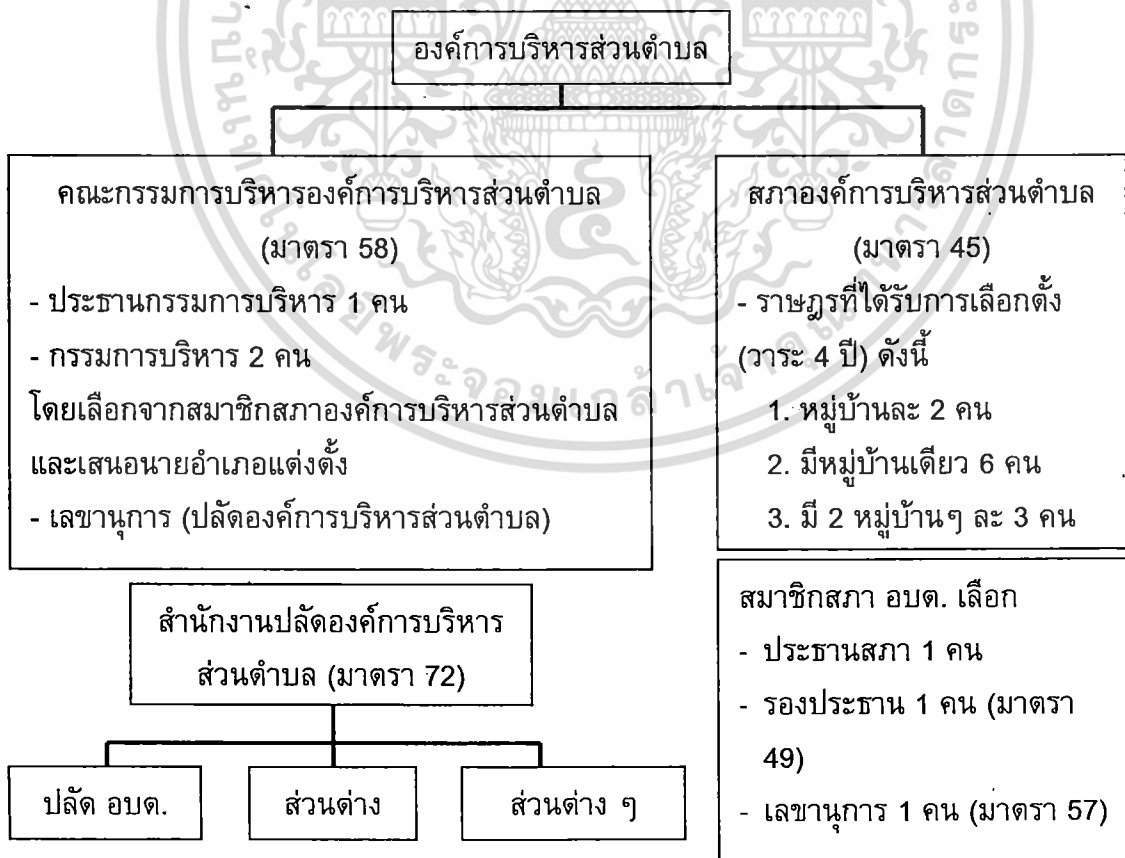 องค์การบริหารส่วนตำบล
คณะกรรมการบริหารองค์การบริหารส่วนตำบล
(มาตรา 58)
- ประธานกรรมการบริหาร 1 คน
- กรรมการบริหาร 2 คน
โดยเลือกจากสมาชิกสภาองค์การบริหารส่วนตำบล
และเสนอนายอำเภอแต่งตั้ง
- เลขานุการ (ปลัดองค์การบริหารส่วนตำบล)
สภาองค์การบริหารส่วนตำบล
(มาตรา 45)
- ราษฎรที่ได้รับการเลือกตั้ง
(วาระ 4 ปี) ดังนี้
1. หมู่บ้านละ 2 คน
2. มีหมู่บ้านเดียว 6 คน
3. มี 2 หมู่บ้านๆ ละ 3 คน
สำนักงานปลัดองค์การบริหาร
ส่วนตำบล (มาตรา 72)
ปลัด อบต.
ส่วนต่าง
ส่วนต่าง ๆ
สมาชิกสภา อบต. เลือก
- ประธานสภา 1 คน
- รองประธาน 1 คน (มาตรา
49)
- เลขานุการ 1 คน (มาตรา 57)